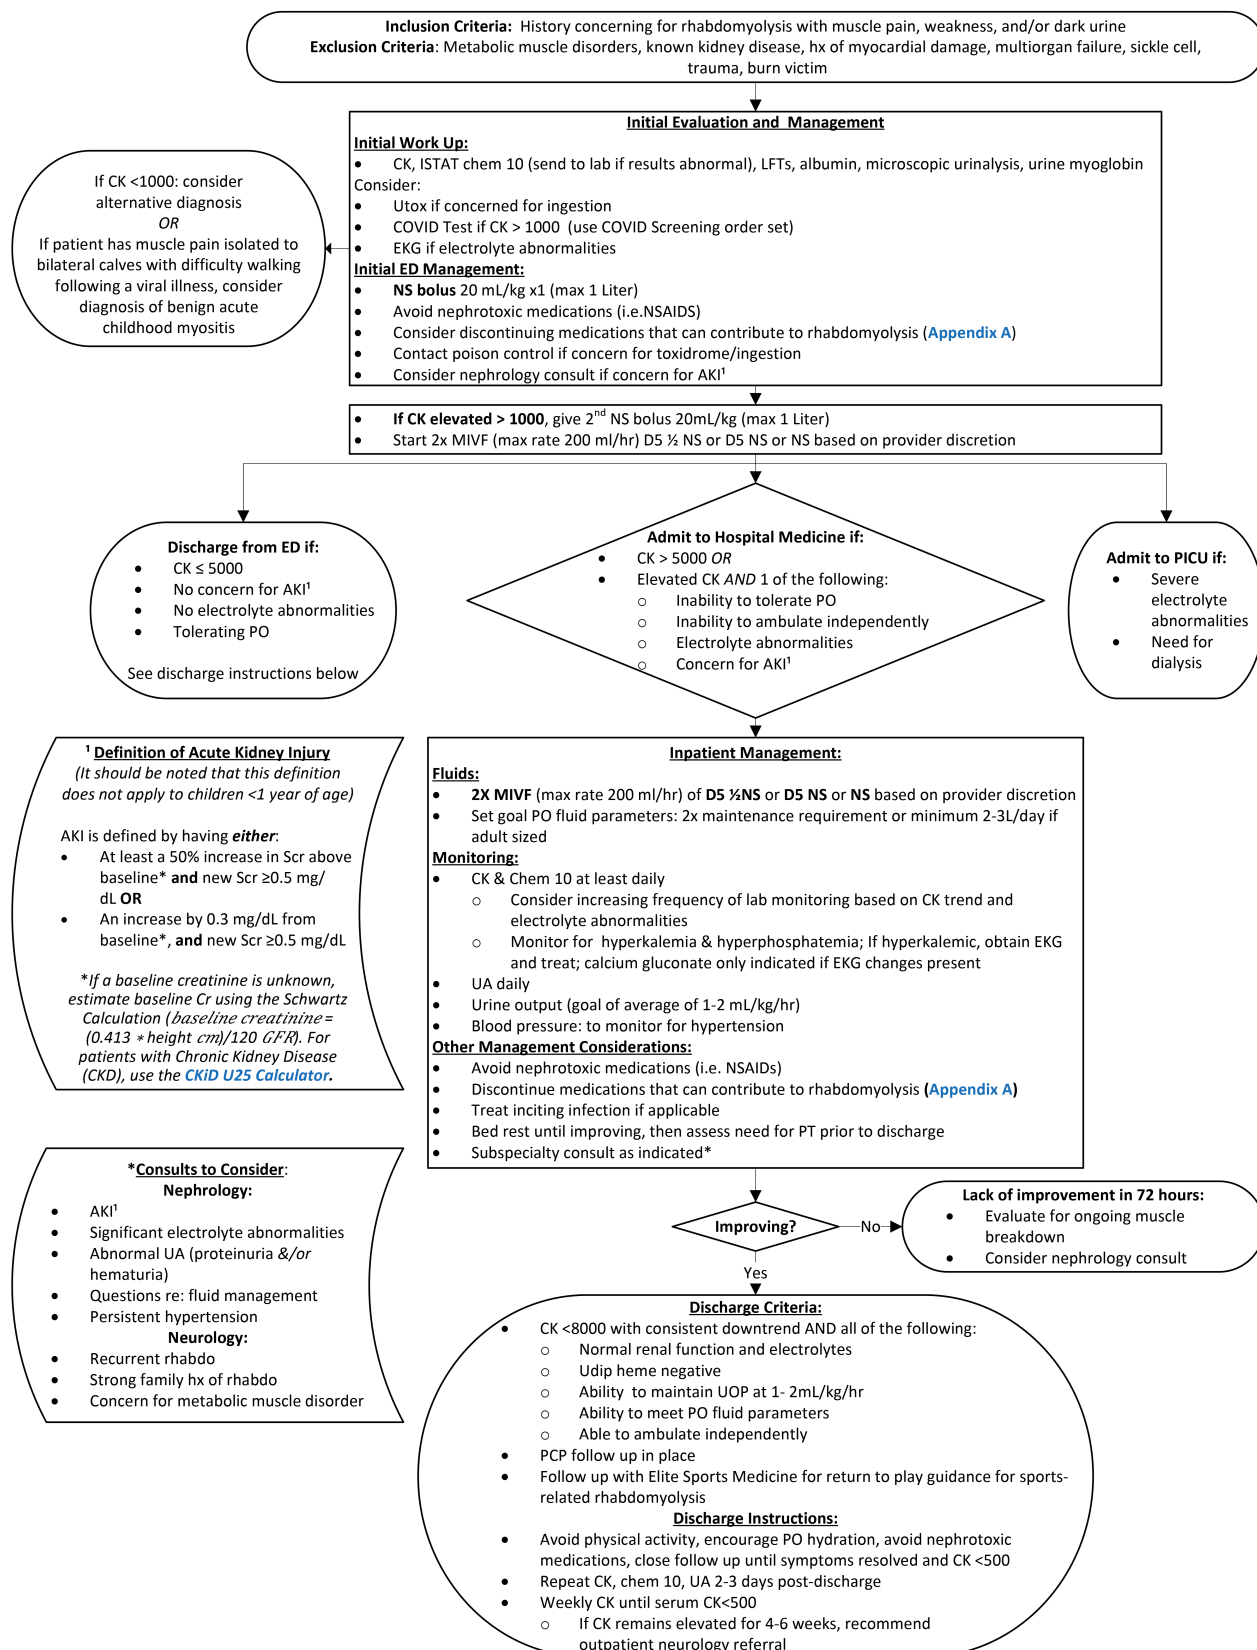 Inclusion Criteria: History concerning for rhabdomyolysis with muscle pain, weakness, and/or dark urine
Exclusion Criteria: Metabolic muscle disorders, known kidney disease, hx of myocardial damage, multiorgan failure, sickle cell,
trauma, burn victim
Initial Evaluation and Management
Initial Work Up:
• CK, ISTAT chem 10 (send to lab if results abnormal), LFTs, albumin, microscopic urinalysis, urine myoglobin
Consider:
• Utox if concerned for ingestion
• COVID Test if CK > 1000 (use COVID Screening order set)
• EKG if electrolyte abnormalities
Initial ED Management:
• NS bolus 20 mL/kg x1 (max 1 Liter)
• Avoid nephrotoxic medications (i.e.NSAIDS)
• Consider discontinuing medications that can contribute to rhabdomyolysis (Appendix A)
• Contact poison control if concern for toxidrome/ingestion
• Consider nephrology consult if concern for AKI¹
If CK <1000: consider
alternative diagnosis
OR
If patient has muscle pain isolated to
bilateral calves with difficulty walking
following a viral illness, consider
diagnosis of benign acute
childhood myositis
• If CK elevated > 1000, give 2nd NS bolus 20mL/kg (max 1 Liter)
• Start 2x MIVF (max rate 200 ml/hr) D5 ½ NS or D5 NS or NS based on provider discretion
Discharge from ED if:
• CK ≤ 5000
• No concern for AKI¹
• No electrolyte abnormalities
• Tolerating PO
See discharge instructions below
Admit to Hospital Medicine if:
• CK > 5000 OR
• Elevated CK AND 1 of the following:
o Inability to tolerate PO
o Inability to ambulate independently
o Electrolyte abnormalities
o Concern for AKI¹
Admit to PICU if:
• Severe
electrolyte
abnormalities
• Need for
dialysis
¹ Definition of Acute Kidney Injury
(It should be noted that this definition
does not apply to children <1 year of age)
AKI is defined by having either:
• At least a 50% increase in Scr above
baseline* and new Scr ≥0.5 mg/
dL OR
• An increase by 0.3 mg/dL from
baseline*, and new Scr ≥0.5 mg/dL
*If a baseline creatinine is unknown,
estimate baseline Cr using the Schwartz
Calculation (baseline creatinine =
(0.413 * height cm)/120 GFR). For
patients with Chronic Kidney Disease
(CKD), use the CKiD U25 Calculator.
Inpatient Management:
Fluids:
• 2X MIVF (max rate 200 ml/hr) of D5 ½NS or D5 NS or NS based on provider discretion
• Set goal PO fluid parameters: 2x maintenance requirement or minimum 2-3L/day if
adult sized
Monitoring:
• CK & Chem 10 at least daily
o Consider increasing frequency of lab monitoring based on CK trend and
electrolyte abnormalities
o Monitor for hyperkalemia & hyperphosphatemia; If hyperkalemic, obtain EKG
and treat; calcium gluconate only indicated if EKG changes present
• UA daily
• Urine output (goal of average of 1-2 mL/kg/hr)
• Blood pressure: to monitor for hypertension
Other Management Considerations:
• Avoid nephrotoxic medications (i.e. NSAIDs)
• Discontinue medications that can contribute to rhabdomyolysis (Appendix A)
• Treat inciting infection if applicable
• Bed rest until improving, then assess need for PT prior to discharge
• Subspecialty consult as indicated*
*Consults to Consider:
Nephrology:
• AKI¹
• Significant electrolyte abnormalities
• Abnormal UA (proteinuria &/or
hematuria)
• Questions re: fluid management
• Persistent hypertension
Neurology:
• Recurrent rhabdo
• Strong family hx of rhabdo
• Concern for metabolic muscle disorder
Improving?
No
Lack of improvement in 72 hours:
• Evaluate for ongoing muscle
breakdown
• Consider nephrology consult
Yes
Discharge Criteria:
• CK <8000 with consistent downtrend AND all of the following:
o Normal renal function and electrolytes
o Udip heme negative
o Ability to maintain UOP at 1- 2mL/kg/hr
o Ability to meet PO fluid parameters
o Able to ambulate independently
• PCP follow up in place
• Follow up with Elite Sports Medicine for return to play guidance for sports-
related rhabdomyolysis
Discharge Instructions:
• Avoid physical activity, encourage PO hydration, avoid nephrotoxic
medications, close follow up until symptoms resolved and CK <500
• Repeat CK, chem 10, UA 2-3 days post-discharge
• Weekly CK until serum CK<500
o If CK remains elevated for 4-6 weeks, recommend
outpatient neurology referral